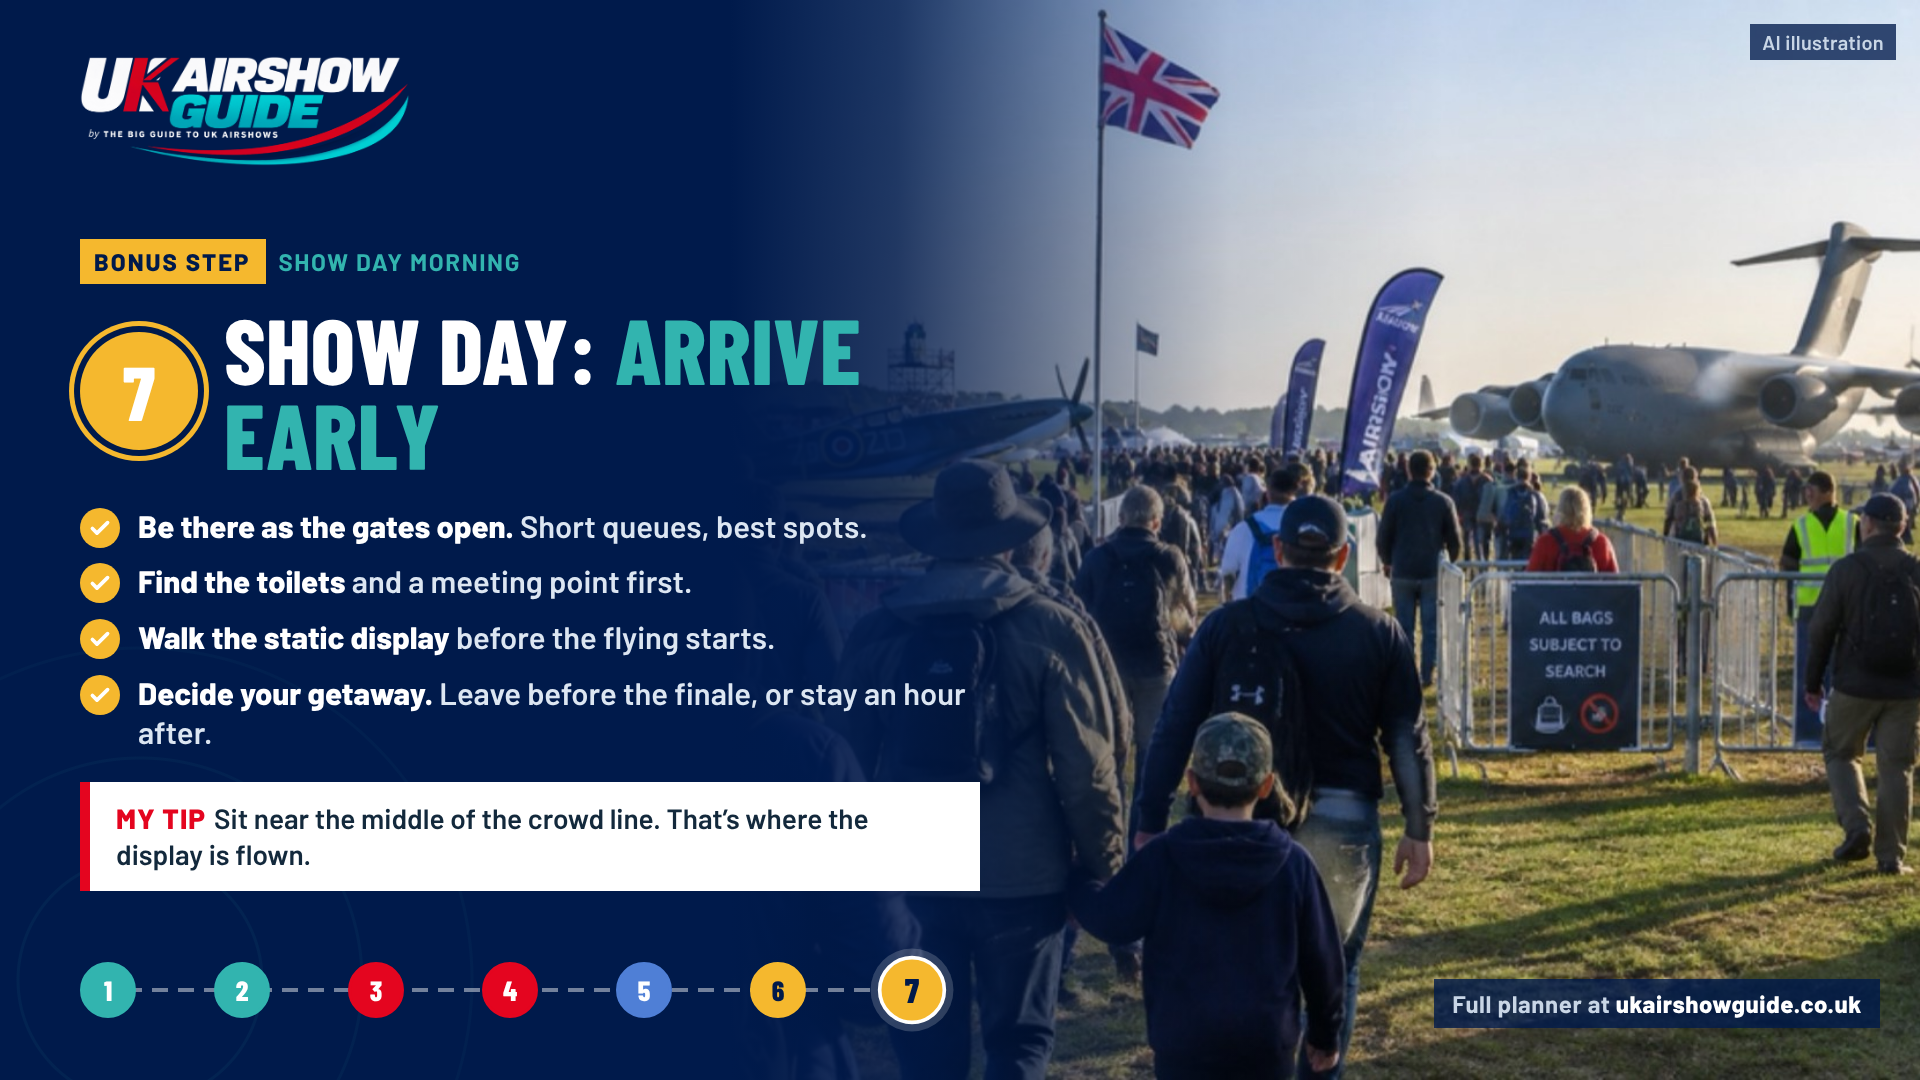 AI illustration
UK AIRSHOW
GUIDE
by THE BIG GUIDE TO UK AIRSHOWS
BONUS STEP SHOW DAY MORNING
7
SHOW DAY: ARRIVE
EARLY
Be there as the gates open. Short queues, best spots.
Find the toilets and a meeting point first.
Walk the static display before the flying starts.
Decide your getaway. Leave before the finale, or stay an hour
after.
MY TIP Sit near the middle of the crowd line. That's where the
display is flown.
ALL BAGS
SUBJECT TO
SEARCH
1 2 3 4 5 6 7
Full planner at ukairshowguide.co.uk